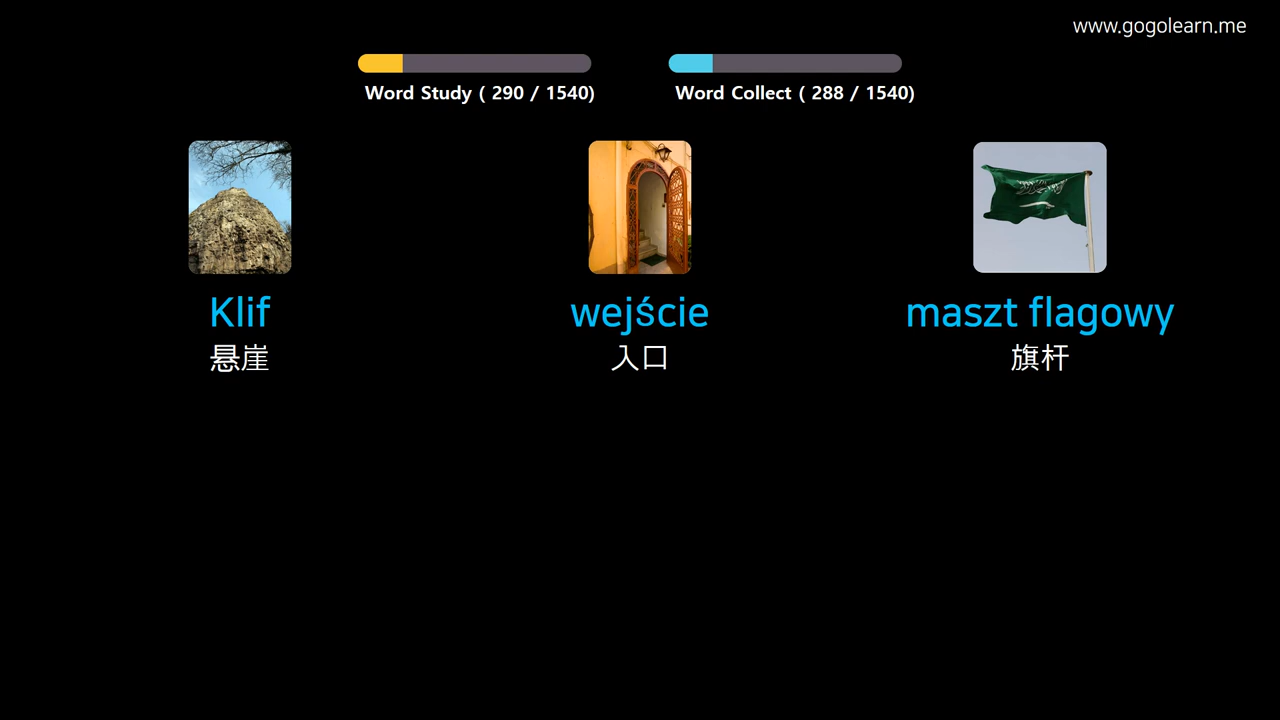 www.gogolearn.me
Word Study ( 290 / 1540)
Word Collect ( 288 / 1540)
Klif
悬崖
wejście
入口
maszt flagowy
旗杆